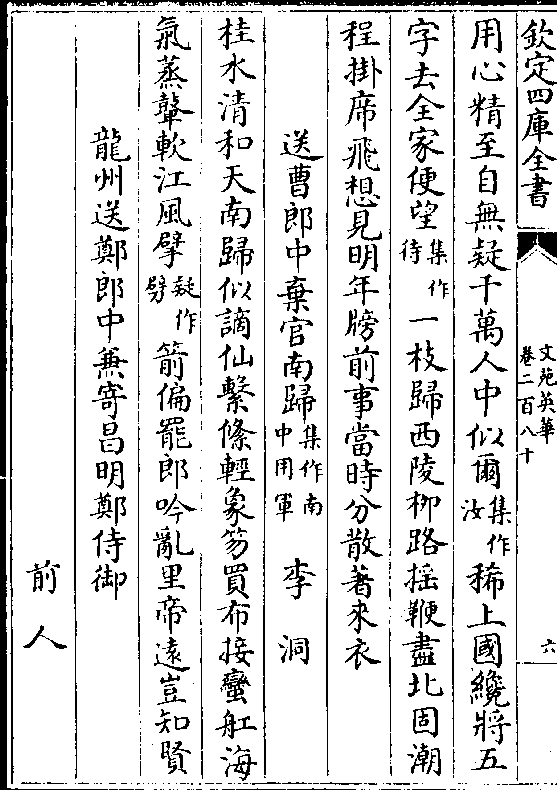 欽定四庫全書
文苑英華
卷二百八十
六
用心精至自無疑千萬人中似爾集作汝稀上國纔將五
字去全家便望集作待一枝歸西陵柳路搖鞭盡北固潮
程掛席飛想見明年牓前事當時分散著來衣
送曹郎中棄官南歸集作南中用軍 李洞
桂水清和天南歸似謫仙繫絛輕象笏買布接蠻舡海
氣蒸鼙軟江風擘疑作劈箭偏罷郎吟亂里帝遠豈知賢
龍州送鄭郎中兼寄昌明鄭侍御
前人